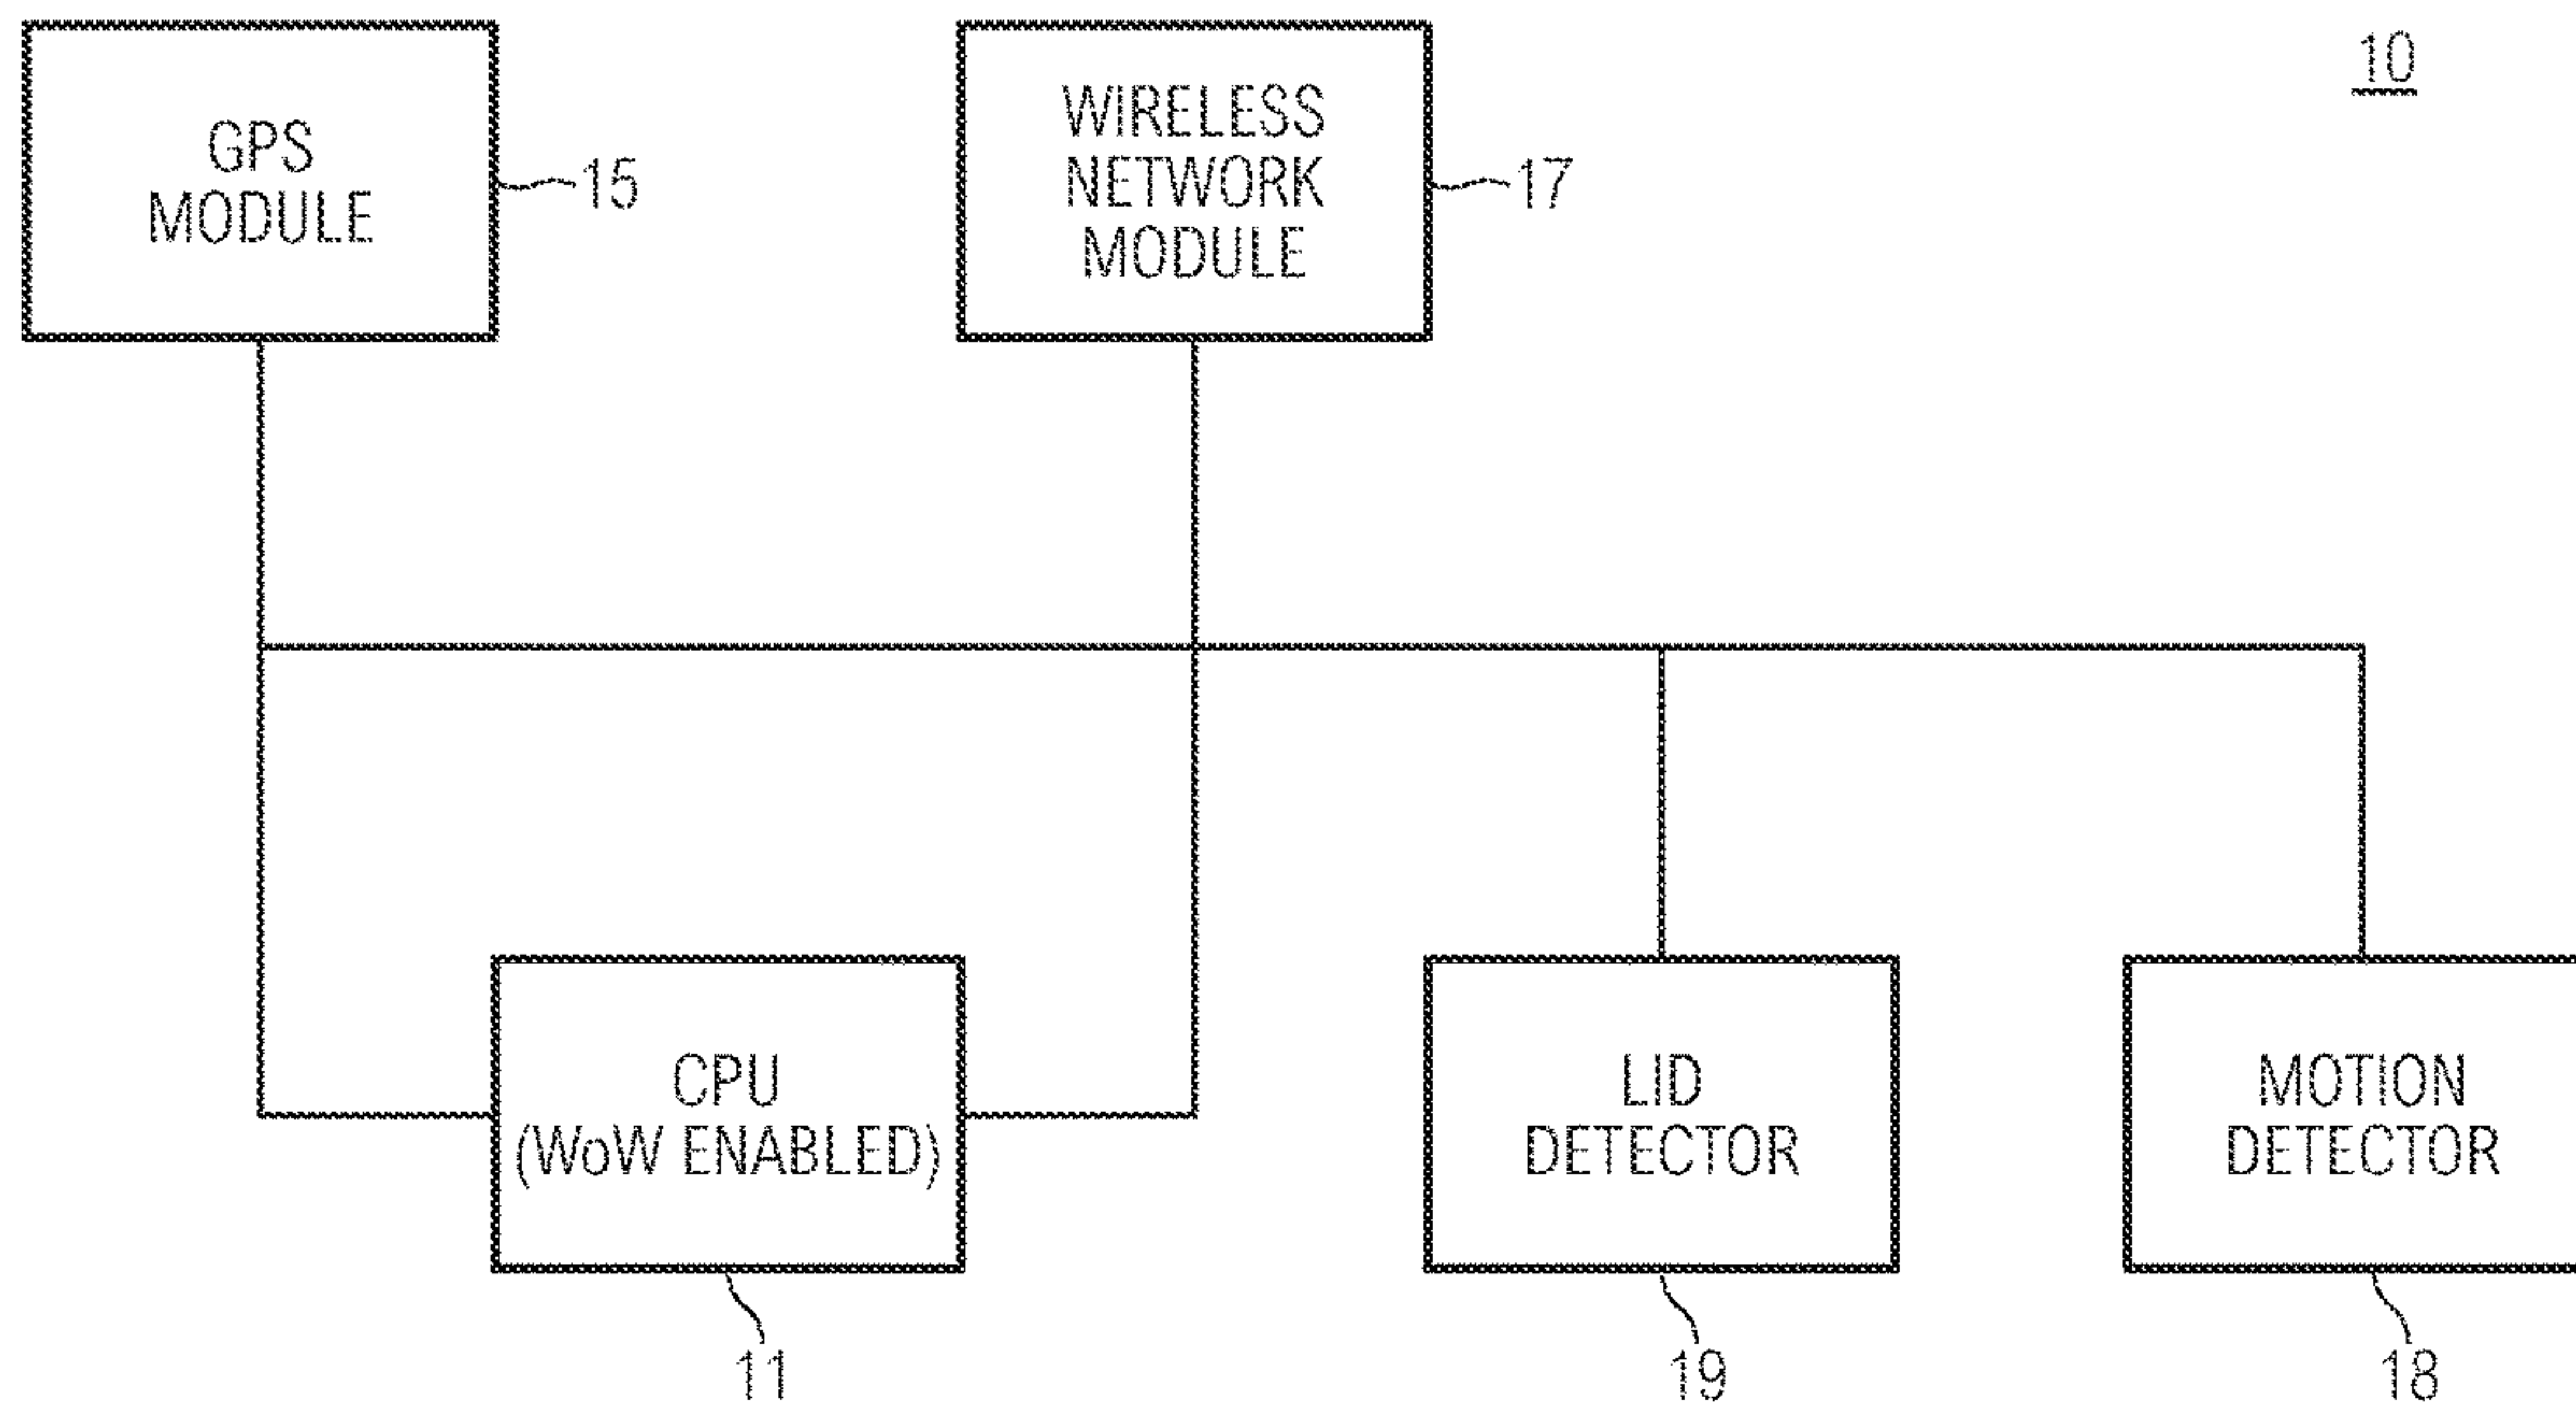 10
GPS
MODULE
15
WIRELESS
NETWORK
MODULE
17
CPU
(WoW ENABLED)
11
LID
DETECTOR
19
MOTION
DETECTOR
18